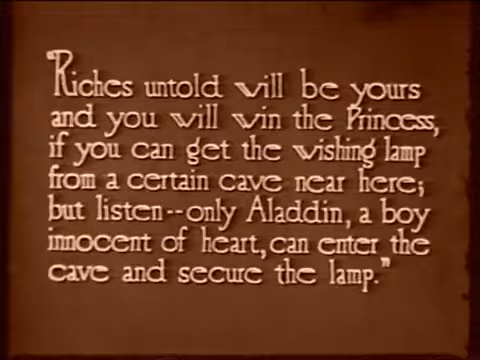 "Riches untold will be yours
and you will win the Princess,
if you can get the wishing lamp
from a certain cave near here;
but listen--only Aladdin, a boy
innocent of heart, can enter the
cave and secure the lamp."